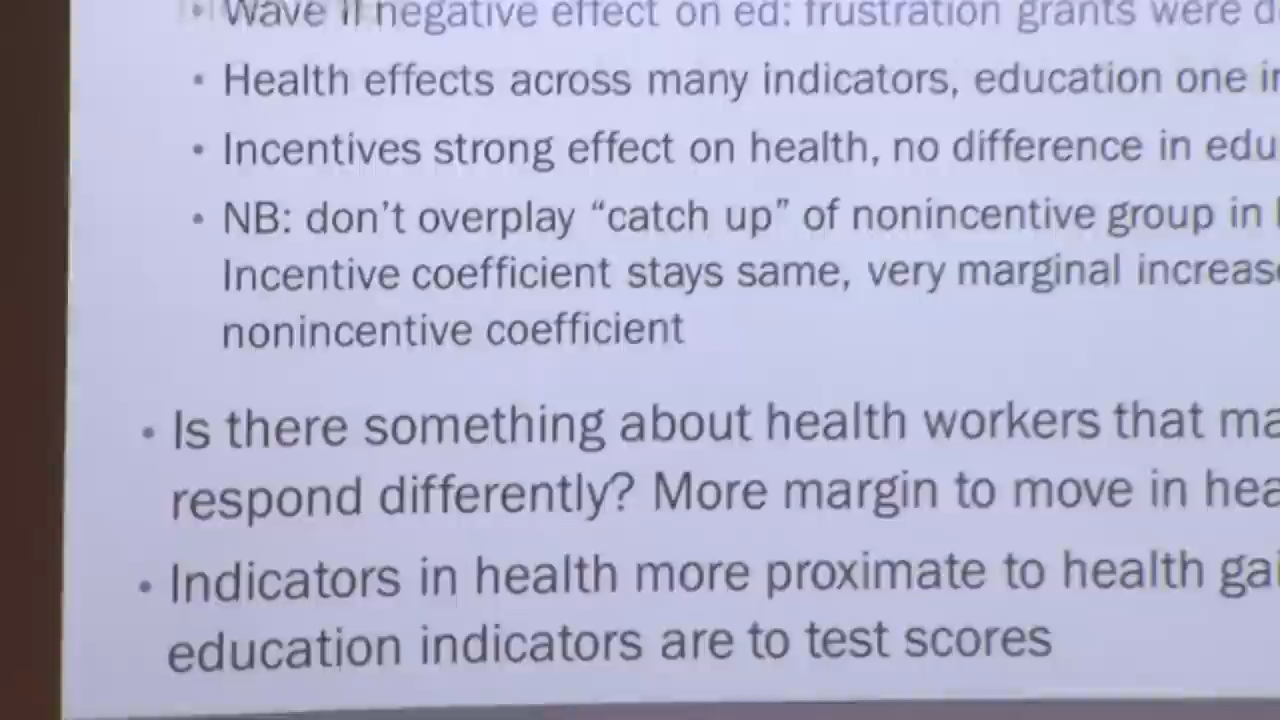 • Wave II negative effect on ed: frustration grants were
• Health effects across many indicators, education one
• Incentives strong effect on health, no difference in
• NB: don't overplay “catch up” of nonincentive group in
Incentive coefficient stays same, very marginal
nonincentive coefficient
• Is there something about health workers that
respond differently? More margin to move in
• Indicators in health more proximate to health
education indicators are to test scores